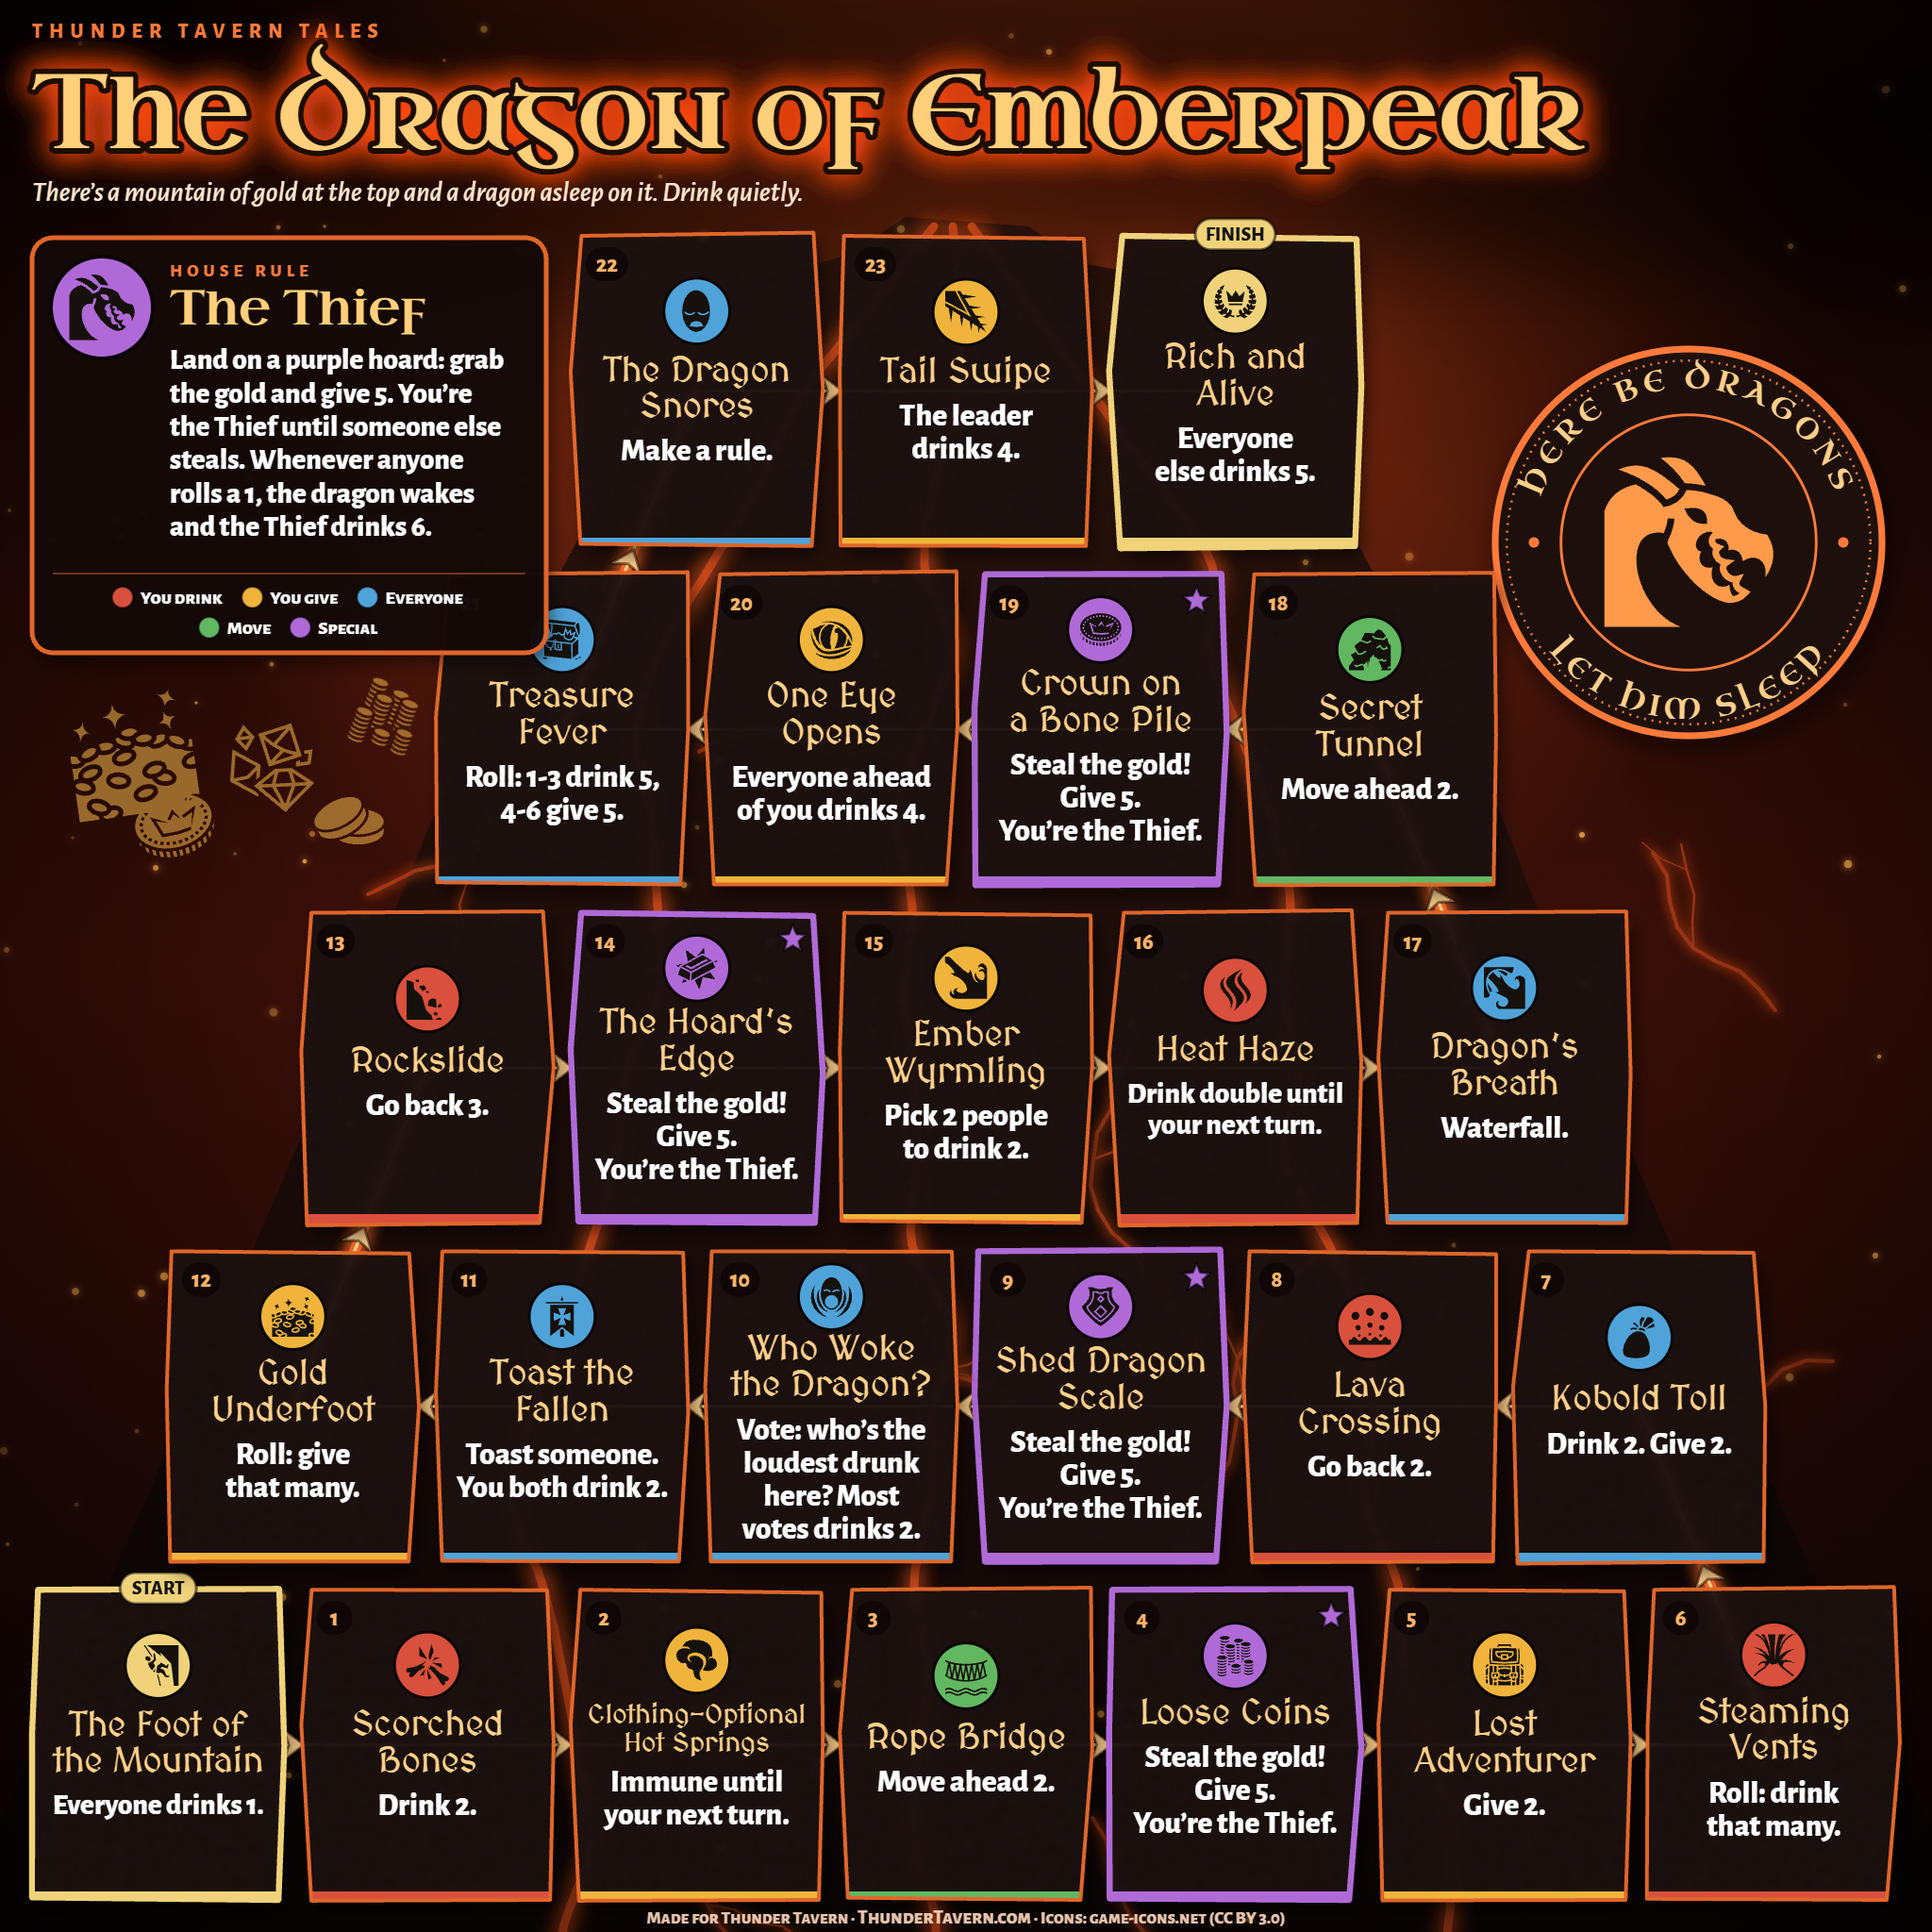 THUNDER TAVERN TALES
The Dragon of Emberpeak
There's a mountain of gold at the top and a dragon asleep on it. Drink quietly.
HOUSE RULE
The Thief
Land on a purple hoard: grab
the gold and give 5. You're
the Thief until someone else
steals. Whenever anyone
rolls a 1, the dragon wakes
and the Thief drinks 6.
YOU DRINK YOU GIVE EVERYONE
MOVE SPECIAL
22
The Dragon
Snores
Make a rule.
23
Tail Swipe
The leader
drinks 4.
FINISH
Rich and
Alive
Everyone
else drinks 5.
HERE BE DRAGONS
LET HIM SLEEP
Treasure
Fever
Roll: 1-3 drink 5,
4-6 give 5.
20
One Eye
Opens
Everyone ahead
of you drinks 4.
19
Crown on
a Bone Pile
Steal the gold!
Give 5.
You're the Thief.
18
Secret
Tunnel
Move ahead 2.
13
Rockslide
Go back 3.
14
The Hoard's
Edge
Steal the gold!
Give 5.
You're the Thief.
15
Ember
Wyrmling
Pick 2 people
to drink 2.
16
Heat Haze
Drink double until
your next turn.
17
Dragon's
Breath
Waterfall.
12
Gold
Underfoot
Roll: give
that many.
11
Toast the
Fallen
Toast someone.
You both drink 2.
10
Who Woke
the Dragon?
Vote: who's the
loudest drunk
here? Most
votes drinks 2.
9
Shed Dragon
Scale
Steal the gold!
Give 5.
You're the Thief.
8
Lava
Crossing
Go back 2.
7
Kobold Toll
Drink 2. Give 2.
START
The Foot of
the Mountain
Everyone drinks 1.
1
Scorched
Bones
Drink 2.
2
Clothing-Optional
Hot Springs
Immune until
your next turn.
3
Rope Bridge
Move ahead 2.
4
Loose Coins
Steal the gold!
Give 5.
You're the Thief.
5
Lost
Adventurer
Give 2.
6
Steaming
Vents
Roll: drink
that many.
MADE FOR THUNDER TAVERN · THUNDERTAVERN.COM · ICONS: GAME-ICONS.NET (CC BY 3.0)